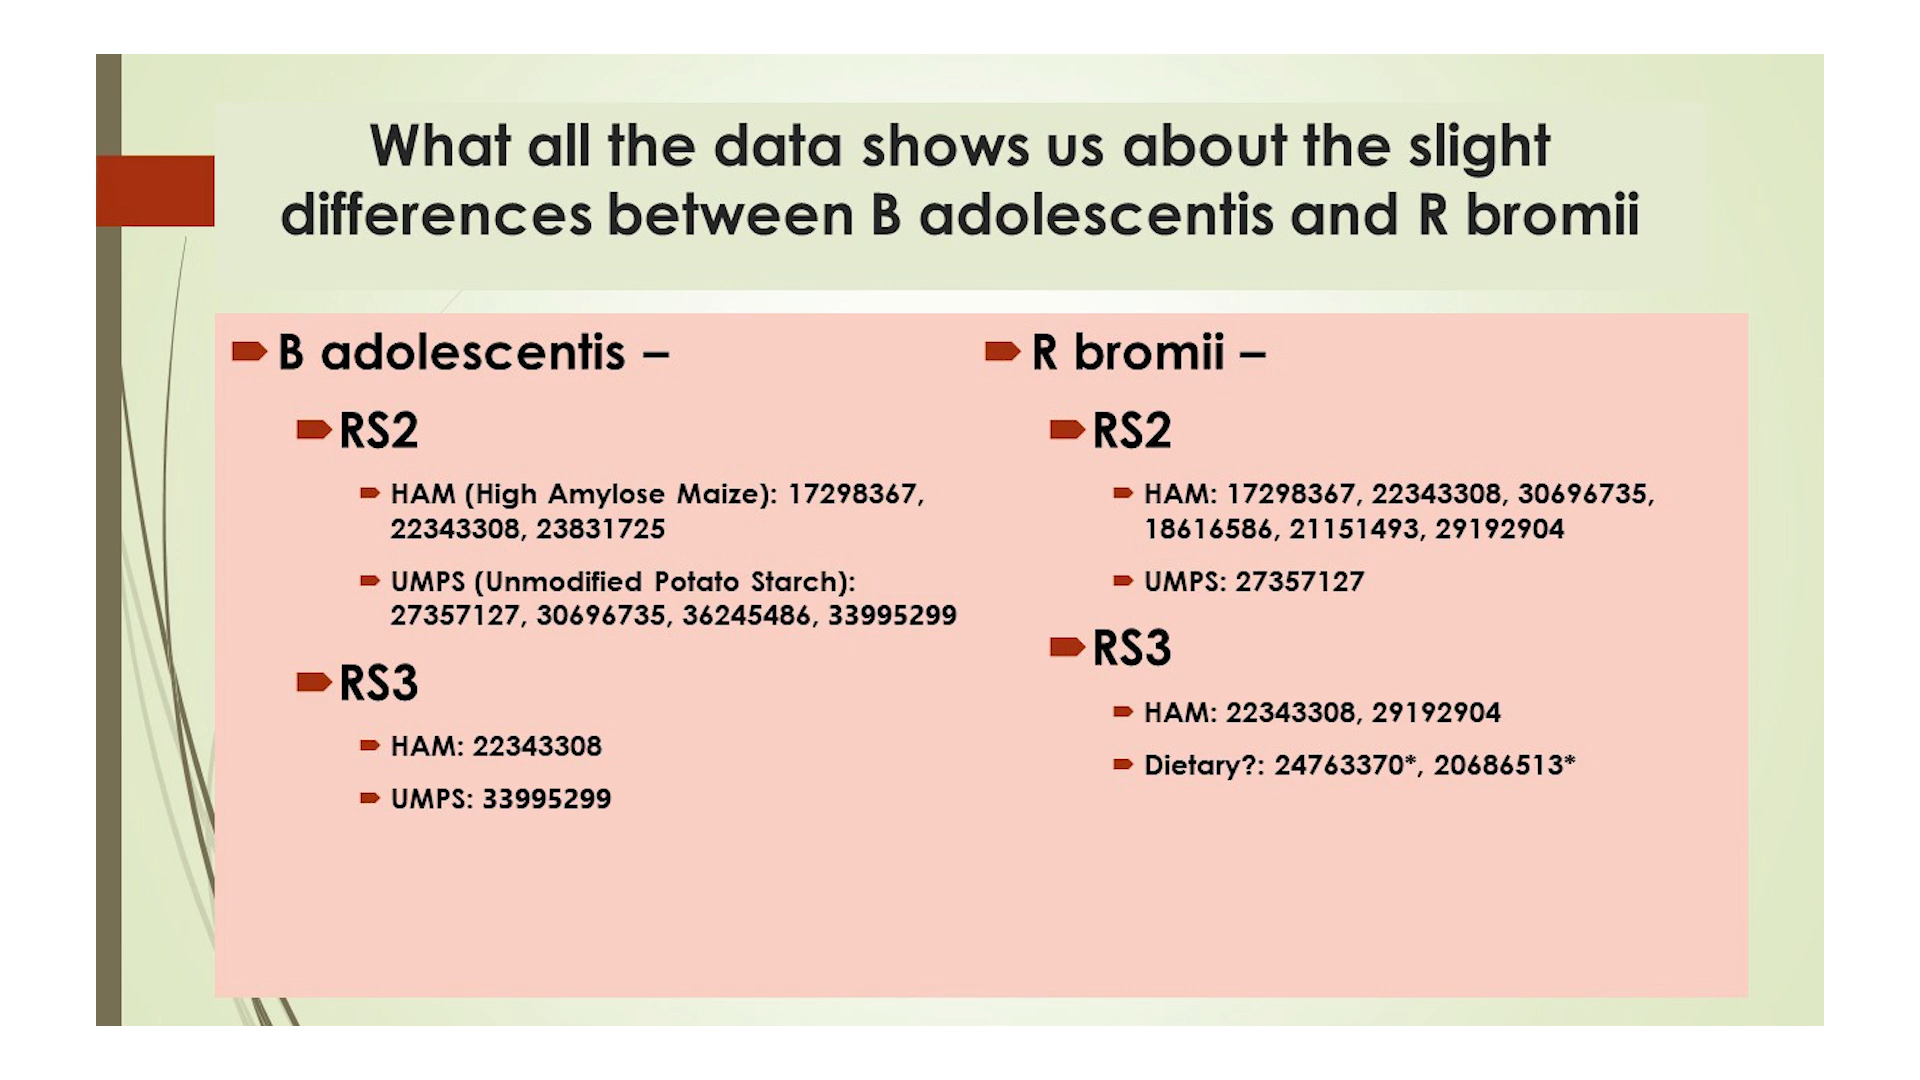 What all the data shows us about the slight
differences between B adolescentis and R bromii
B adolescentis –
RS2
HAM (High Amylose Maize): 17298367,
22343308, 23831725
UMPS (Unmodified Potato Starch):
27357127, 30696735, 36245486, 33995299
RS3
HAM: 22343308
UMPS: 33995299
R bromii –
RS2
HAM: 17298367, 22343308, 30696735,
18616586, 21151493, 29192904
UMPS: 27357127
RS3
HAM: 22343308, 29192904
Dietary?: 24763370*, 20686513*